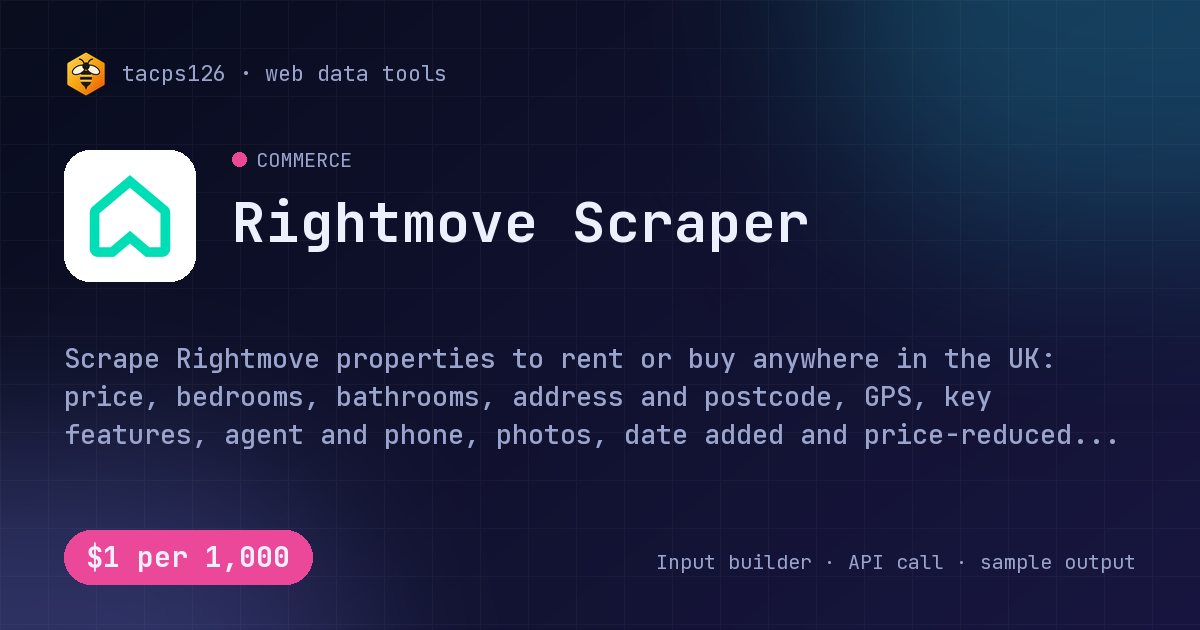 tacps126 · web data tools
COMMERCE
Rightmove Scraper
Scrape Rightmove properties to rent or buy anywhere in the UK:
price, bedrooms, bathrooms, address and postcode, GPS, key
features, agent and phone, photos, date added and price-reduced...
$1 per 1,000
Input builder · API call · sample output